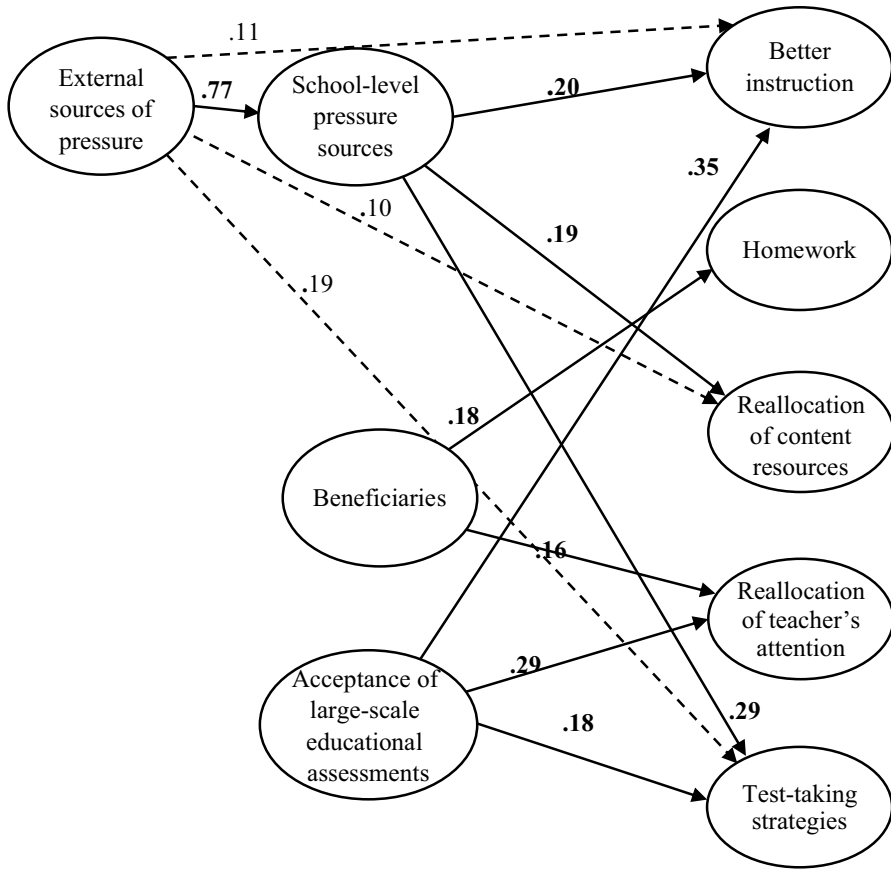 .11
External
sources of
pressure
.77
School-level
pressure
sources
.20
Better
instruction
.35
.10
.19
Homework
.19
.18
Reallocation
of content
resources
Beneficiaries
.16
Reallocation
of teacher’s
attention
.29
Acceptance of
large-scale
educational
assessments
.18
.29
Test-taking
strategies